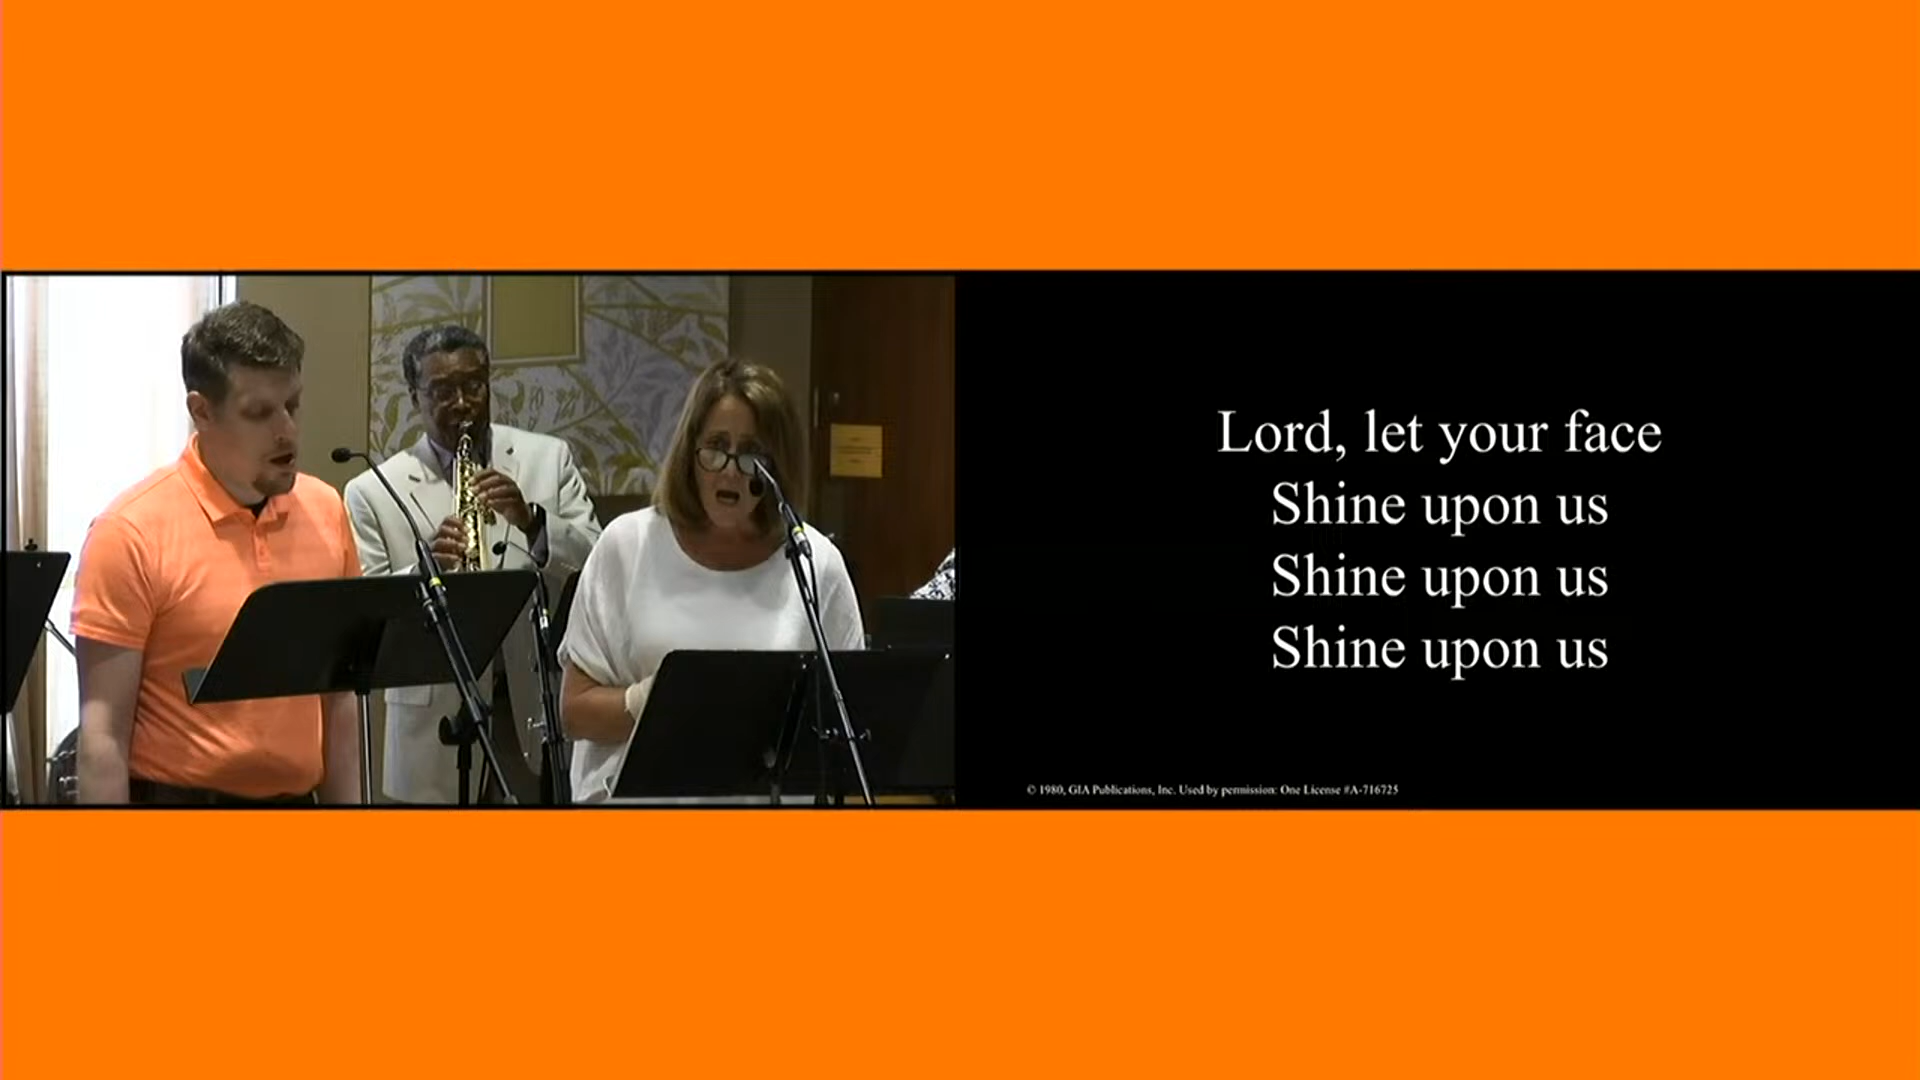 Lord, let your face
Shine upon us
Shine upon us
Shine upon us
© 1980, GIA Publications, Inc. Used by permission: One License #A-716725